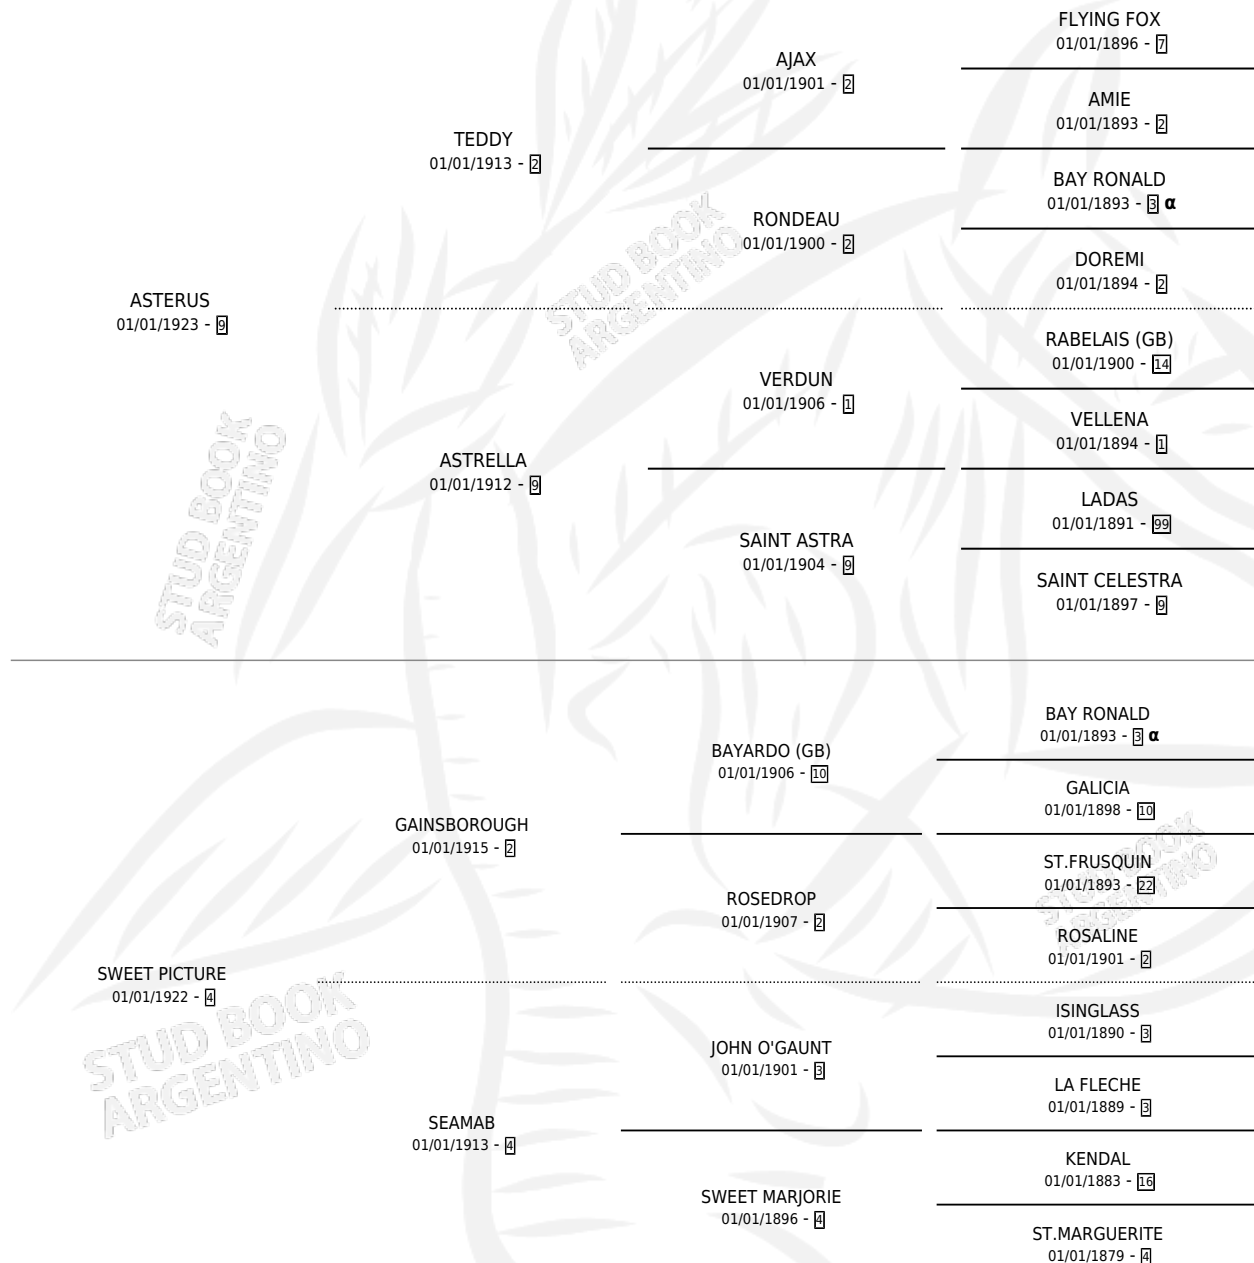 FLYING FOX
01/01/1896 - 7
AJAX
01/01/1901 - 2
AMIE
01/01/1893 - 2
TEDDY
01/01/1913 - 2
BAY RONALD
01/01/1893 - 3 α
RONDEAU
01/01/1900 - 2
DOREMI
01/01/1894 - 2
ASTERUS
01/01/1923 - 9
RABELAIS (GB)
01/01/1900 - 14
VERDUN
01/01/1906 - 1
VELLENA
01/01/1894 - 1
ASTRELLA
01/01/1912 - 9
LADAS
01/01/1891 - 99
SAINT ASTRA
01/01/1904 - 9
SAINT CELESTRA
01/01/1897 - 9
STUD BOOK
ARGENTINO
STUD BOOK
ARGENTINO
BAY RONALD
01/01/1893 - 3 α
BAYARDO (GB)
01/01/1906 - 10
GALICIA
01/01/1898 - 10
GAINSBOROUGH
01/01/1915 - 2
ST.FRUSQUIN
01/01/1893 - 22
ROSEDROP
01/01/1907 - 2
ROSALINE
01/01/1901 - 2
SWEET PICTURE
01/01/1922 - 4
ISINGLASS
01/01/1890 - 3
JOHN O'GAUNT
01/01/1901 - 3
LA FLECHE
01/01/1889 - 3
SEAMAB
01/01/1913 - 4
KENDAL
01/01/1883 - 16
SWEET MARJORIE
01/01/1896 - 4
ST.MARGUERITE
01/01/1879 - 4
STUD BOOK
ARGENTINO
STUD BOOK
ARGENTINO